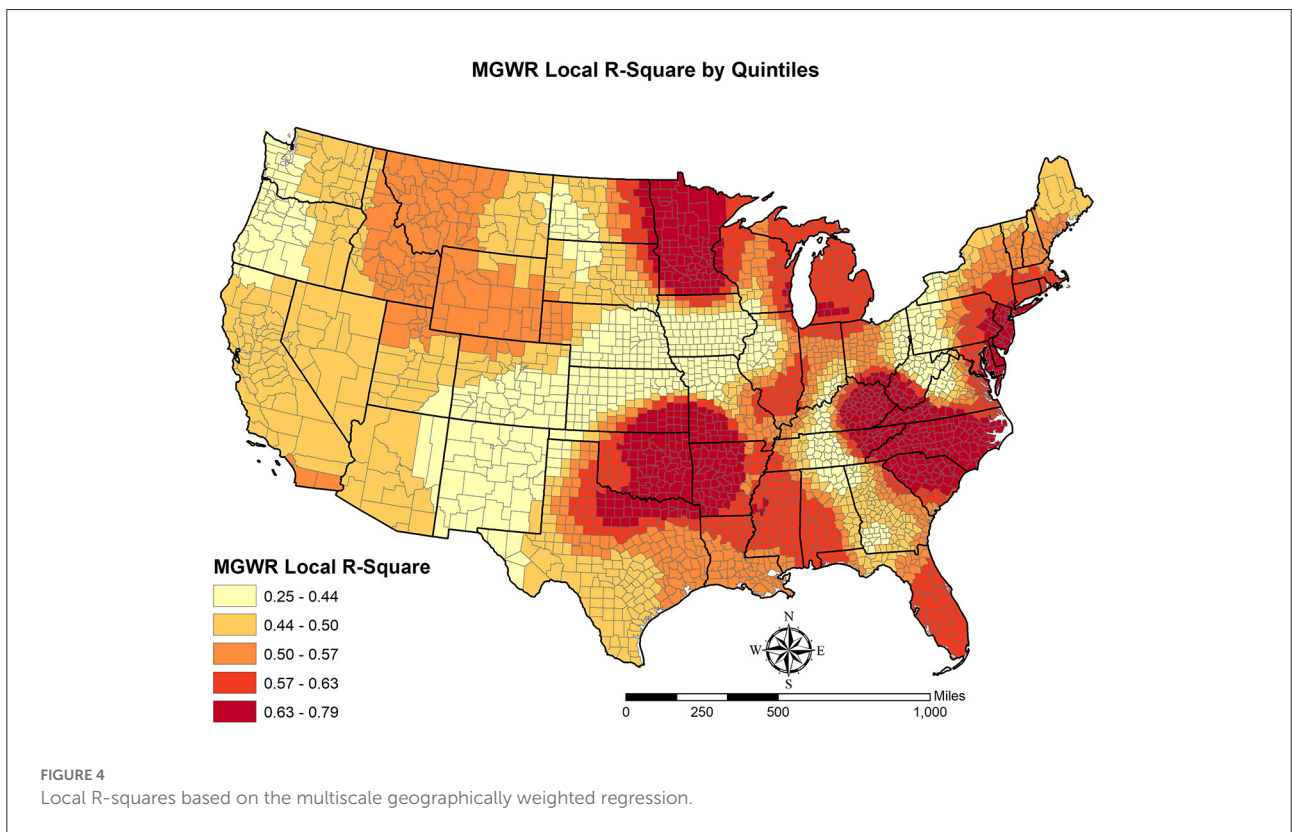 MGWR Local R-Square by Quintiles
MGWR Local R-Square
0.25 - 0.44
0.44 - 0.50
0.50 - 0.57
0.57 - 0.63
0.63 - 0.79
N
W E
S
Miles
0 250 500 1,000
FIGURE 4
Local R-squares based on the multiscale geographically weighted regression.